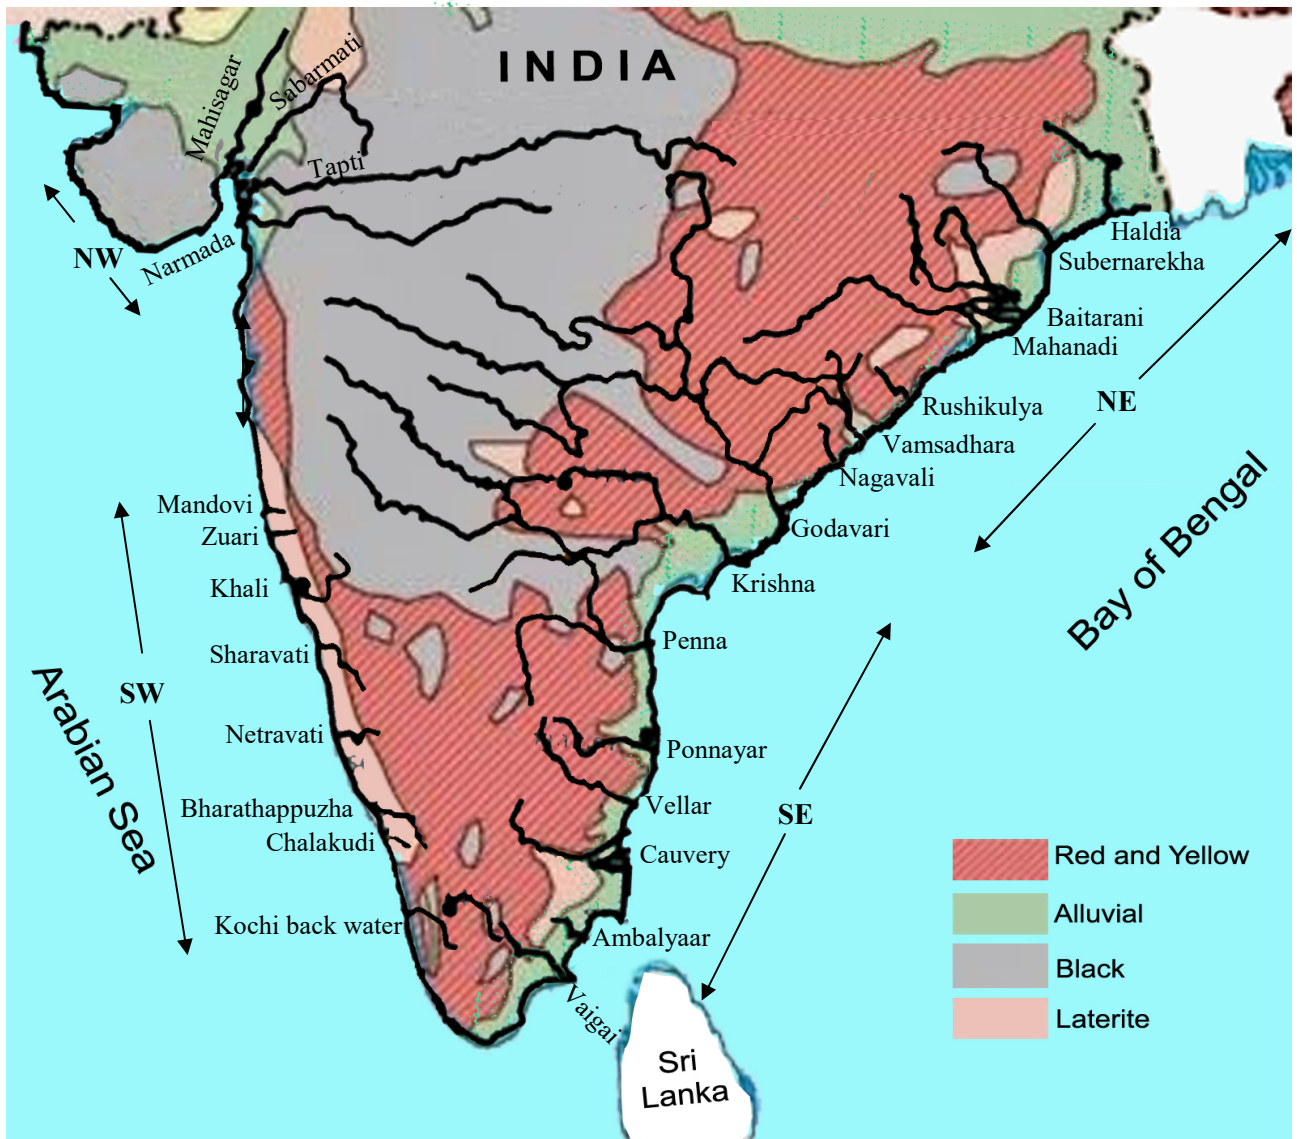 INDIA
Mahisagar
Sabarmati
Tapti
NW
Narmada
Haldia
Subernarekha
Baitarani
Mahanadi
NE
Rushikulya
Vamsadhara
Nagavali
Godavari
Krishna
Bay of Bengal
Mandovi
Zuari
Khali
Sharavati
SW
Arabian Sea
Netravati
Bharathappuzha
Chalakudi
Kochi back water
Penna
Ponnayar
Vellar
SE
Cauvery
Ambalyaar
Vaigai
Sri
Lanka
Red and Yellow
Alluvial
Black
Laterite